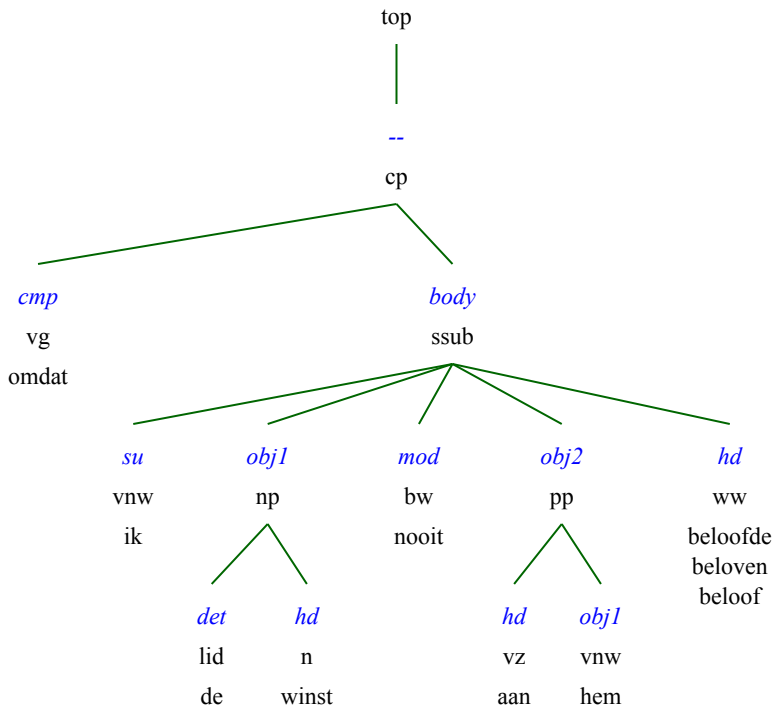 top
--
cp
cmp body
vg ssub
omdat
su obj1 mod obj2 hd
vnw np bw pp ww
ik nooit beloofde
beloven
beloof
det hd hd obj1
lid n vz vnw
de winst aan hem